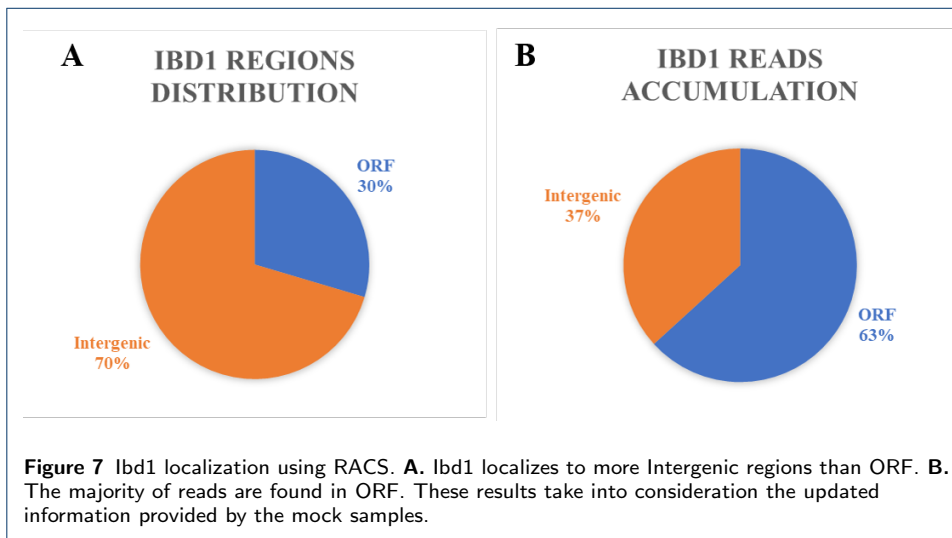 A
IBD1 REGIONS
DISTRIBUTION
ORF
30%
Intergenic
70%
B
IBD1 READS
ACCUMULATION
Intergenic
37%
ORF
63%
Figure 7 Ibd1 localization using RACS. A. Ibd1 localizes to more Intergenic regions than ORF. B.
The majority of reads are found in ORF. These results take into consideration the updated
information provided by the mock samples.